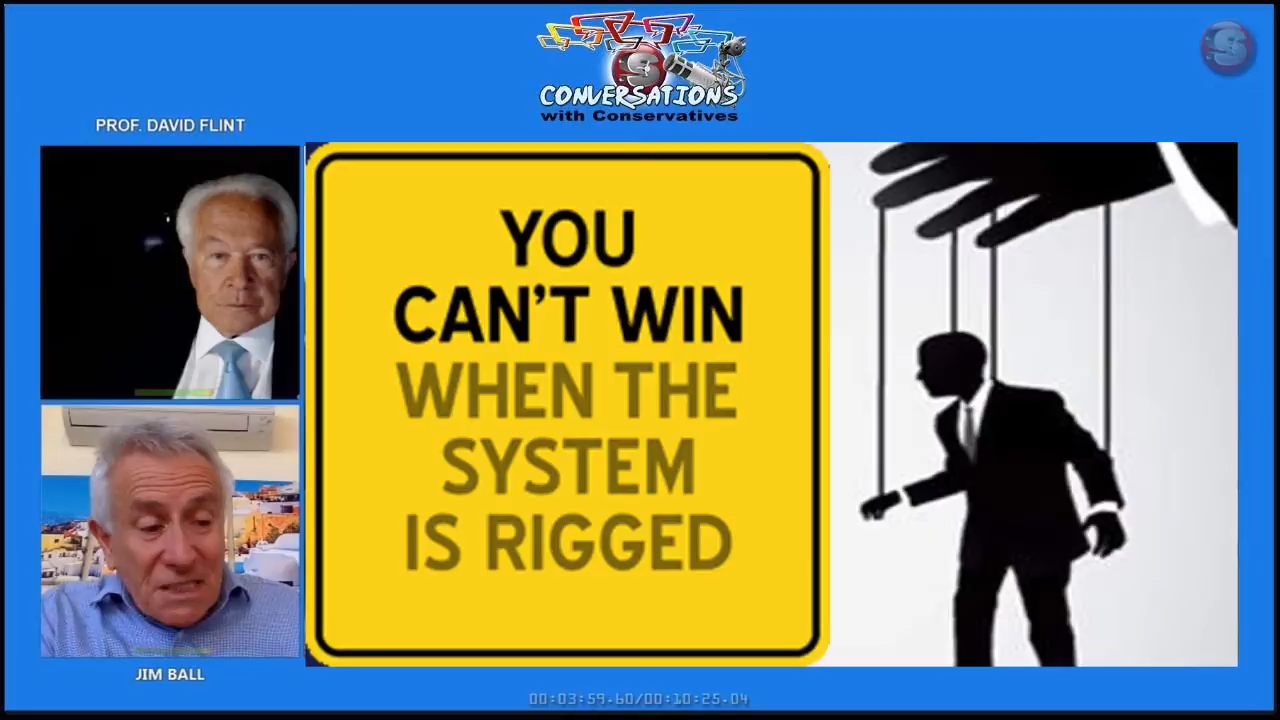 CONVERSATIONS
with Conservatives
S
PROF. DAVID FLINT
YOU
CAN'T WIN
WHEN THE
SYSTEM
IS RIGGED
JIM BALL
00:03:59.60/00:10:25.04